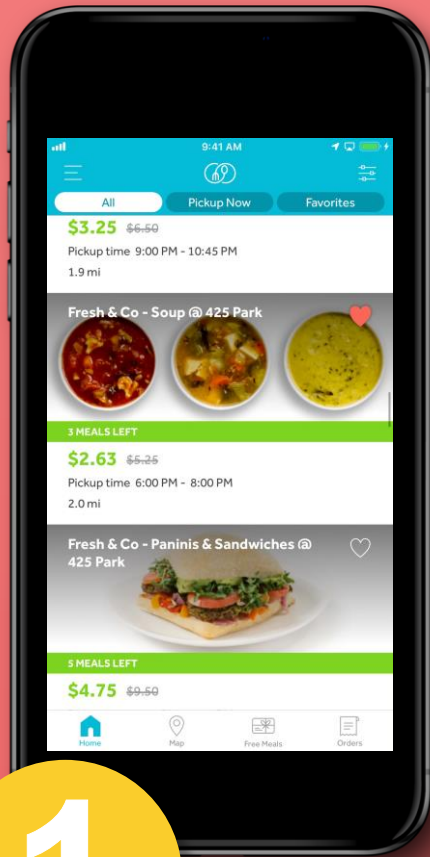 9:41 AM
All Pickup Now Favorites
$3.25 $6.50
Pickup time 9:00 PM - 10:45 PM
1.9 mi
Fresh & Co - Soup @ 425 Park
3 MEALS LEFT
$2.63 $5.25
Pickup time 6:00 PM - 8:00 PM
2.0 mi
Fresh & Co - Paninis & Sandwiches @
425 Park
5 MEALS LEFT
$4.75 $9.50
Home Map Free Meals Orders
1